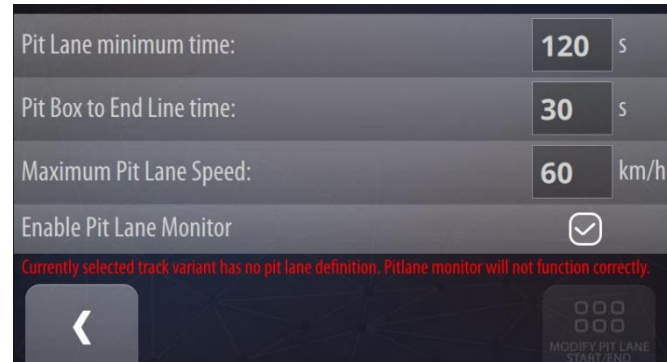 Pit Lane minimum time: 120 s
Pit Box to End Line time: 30 s
Maximum Pit Lane Speed: 60 km/h
Enable Pit Lane Monitor
Currently selected track variant has no pit lane definition. Pitlane monitor will not function correctly.
MODIFY PIT LANE
START/END